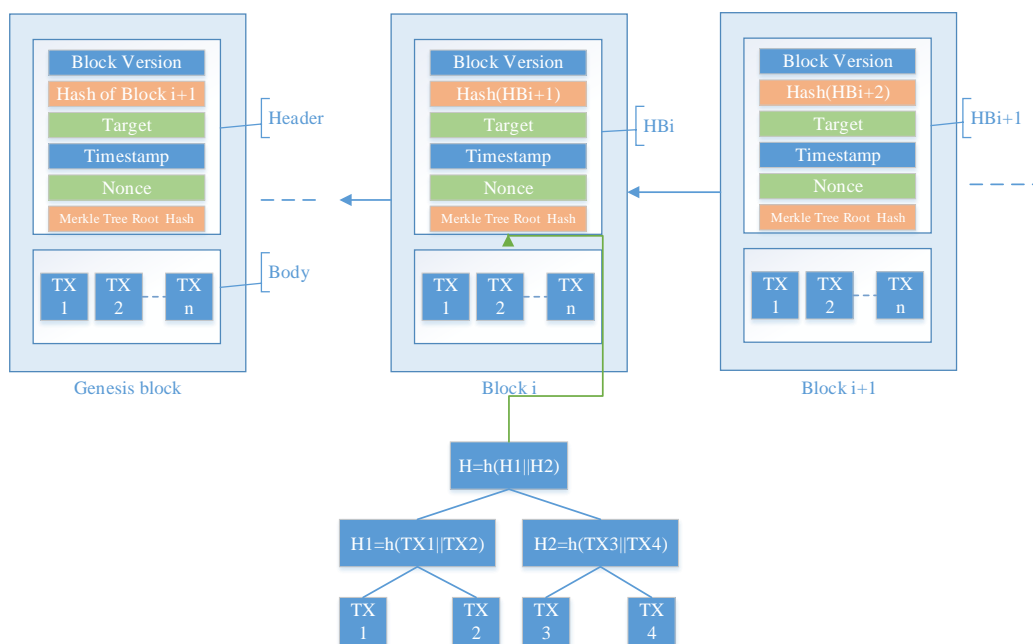 Block Version
Hash of Block i+1
Target
Timestamp
Nonce
Merkle Tree Root Hash
Header
TX
1
TX
2
TX
n
Body
Genesis block
Block Version
Hash(HBi+1)
Target
Timestamp
Nonce
Merkle Tree Root Hash
HBi
TX
1
TX
2
TX
n
Block i
Block Version
Hash(HBi+2)
Target
Timestamp
Nonce
Merkle Tree Root Hash
HBi+1
TX
1
TX
2
TX
n
Block i+1
H=h(H1||H2)
H1=h(TX1||TX2)
H2=h(TX3||TX4)
TX
1
TX
2
TX
3
TX
4